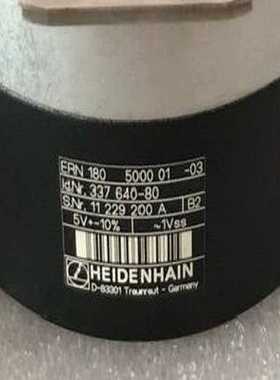 ERN 180 5000 01 -03
Id.Nr. 337 640-80
S.Nr. 11 229 200 A B2
5V+-10% ~1Vss
HEIDENHAIN
D-83301 Traunreut - Germany